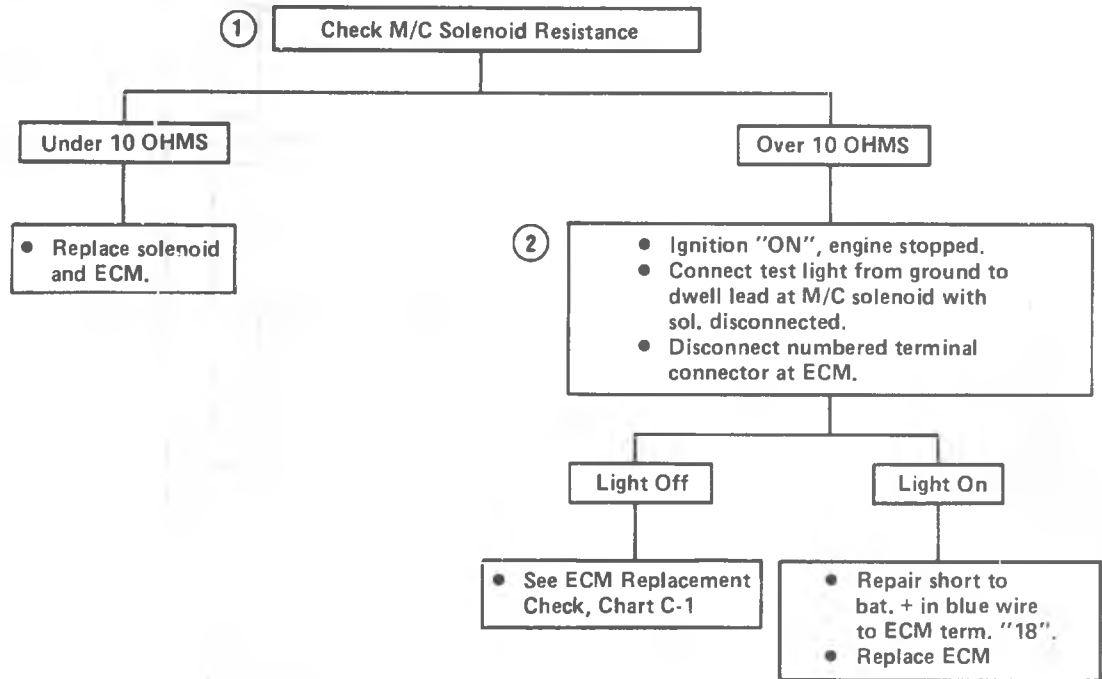 1
Check M/C Solenoid Resistance
Under 10 OHMS
Over 10 OHMS
• Replace solenoid
and ECM.
2
• Ignition "ON", engine stopped.
• Connect test light from ground to
dwell lead at M/C solenoid with
sol. disconnected.
• Disconnect numbered terminal
connector at ECM.
Light Off
Light On
• See ECM Replacement
Check, Chart C-1
• Repair short to
bat. + in blue wire
to ECM term. "18".
• Replace ECM